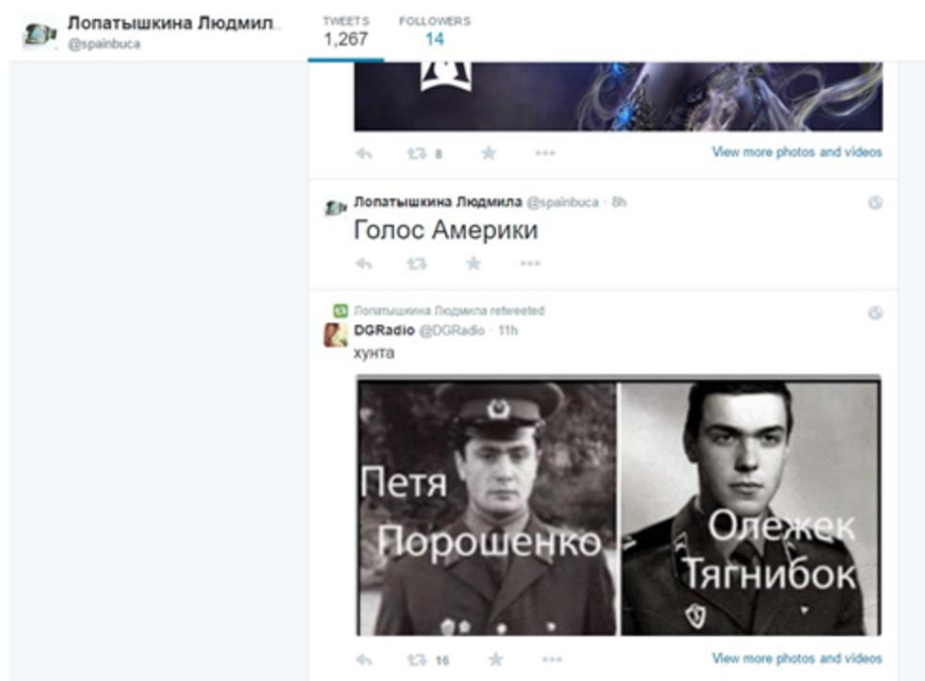 Лопатышкина Людмил..
@spainbuca
TWEETS
1,267
FOLLOWERS
14
8
View more photos and videos
Лопатышкина Людмила @spainbuca · 8h
Голос Америки
Лопатышкина Людмила retweeted
DGRadio @DGRadio · 11h
хунта
Петя
Порошенко
Олежек
Тягнибок
16
View more photos and videos